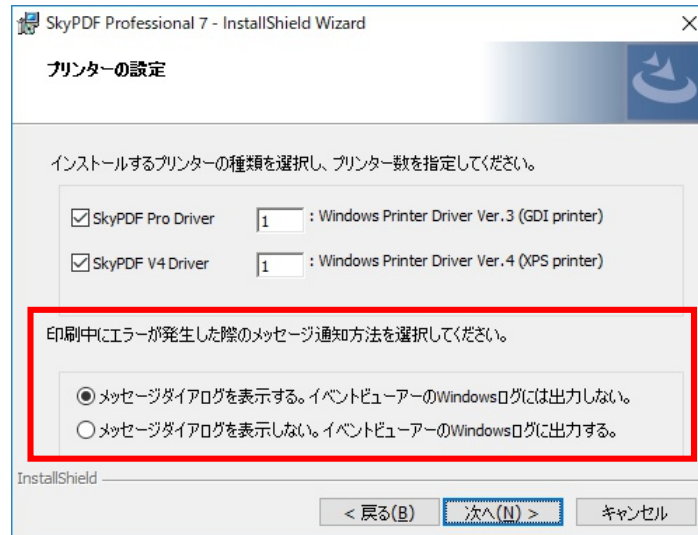 SkyPDF Professional 7 - InstallShield Wizard
プリンターの設定
インストールするプリンターの種類を選択し、プリンター数を指定してください。
SkyPDF Pro Driver 1 : Windows Printer Driver Ver.3 (GDI printer)
SkyPDF V4 Driver 1 : Windows Printer Driver Ver.4 (XPS printer)
印刷中にエラーが発生した際のメッセージ通知方法を選択してください。
メッセージダイアログを表示する。イベントビューアーのWindowsログには出力しない。
メッセージダイアログを表示しない。イベントビューアーのWindowsログに出力する。
InstallShield
< 戻る(B) 次へ(N) > キャンセル